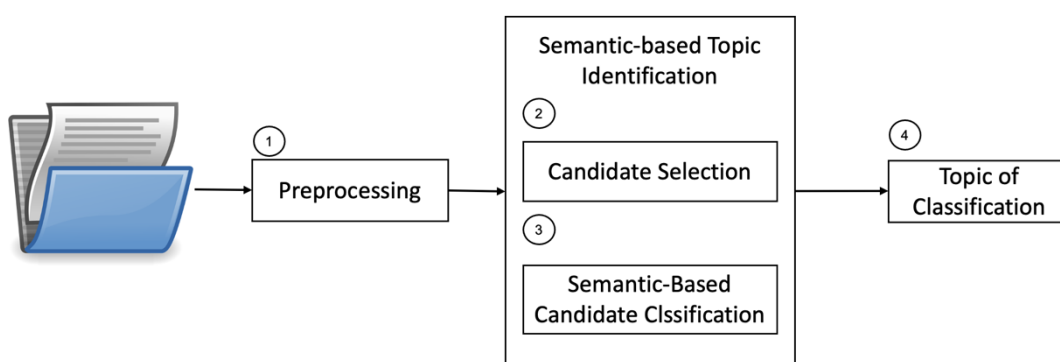 1
Preprocessing
Semantic-based Topic
Identification
2
Candidate Selection
3
Semantic-Based
Candidate Clssification
4
Topic of
Classification